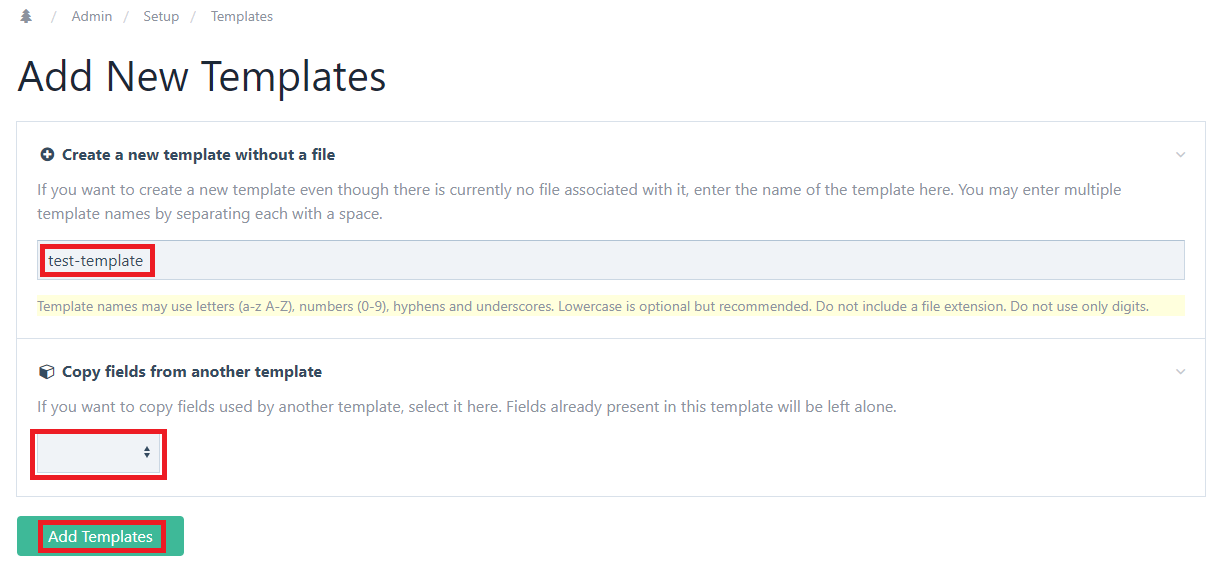 / Admin / Setup / Templates
Add New Templates
Create a new template without a file
If you want to create a new template even though there is currently no file associated with it, enter the name of the template here. You may enter multiple
template names by separating each with a space.
test-template
Template names may use letters (a-z A-Z), numbers (0-9), hyphens and underscores. Lowercase is optional but recommended. Do not include a file extension. Do not use only digits.
Copy fields from another template
If you want to copy fields used by another template, select it here. Fields already present in this template will be left alone.
Add Templates